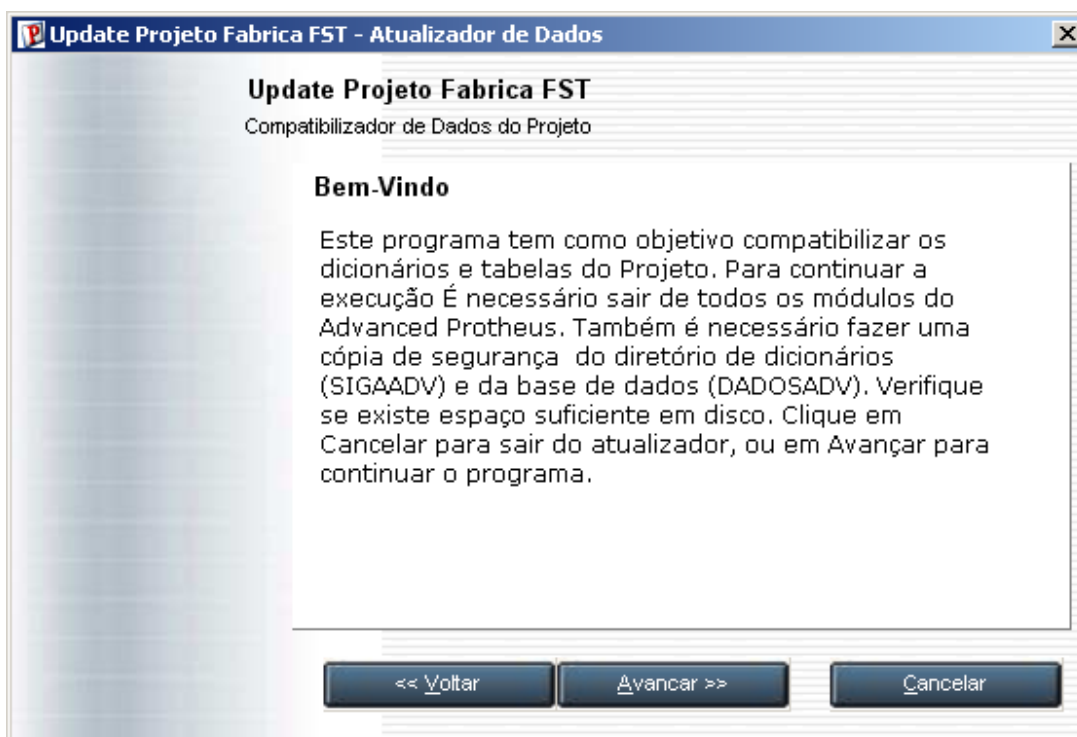 Update Projeto Fabrica FST - Atualizador de Dados
Update Projeto Fabrica FST
Compatibilizador de Dados do Projeto
Bem-Vindo
Este programa tem como objetivo compatibilizar os
dicionários e tabelas do Projeto. Para continuar a
execução É necessário sair de todos os módulos do
Advanced Protheus. Também é necessário fazer uma
cópia de segurança  do diretório de dicionários
(SIGAADV) e da base de dados (DADOSADV). Verifique
se existe espaço suficiente em disco. Clique em
Cancelar para sair do atualizador, ou em Avançar para
continuar o programa.
<< Voltar Avancar >> Cancelar